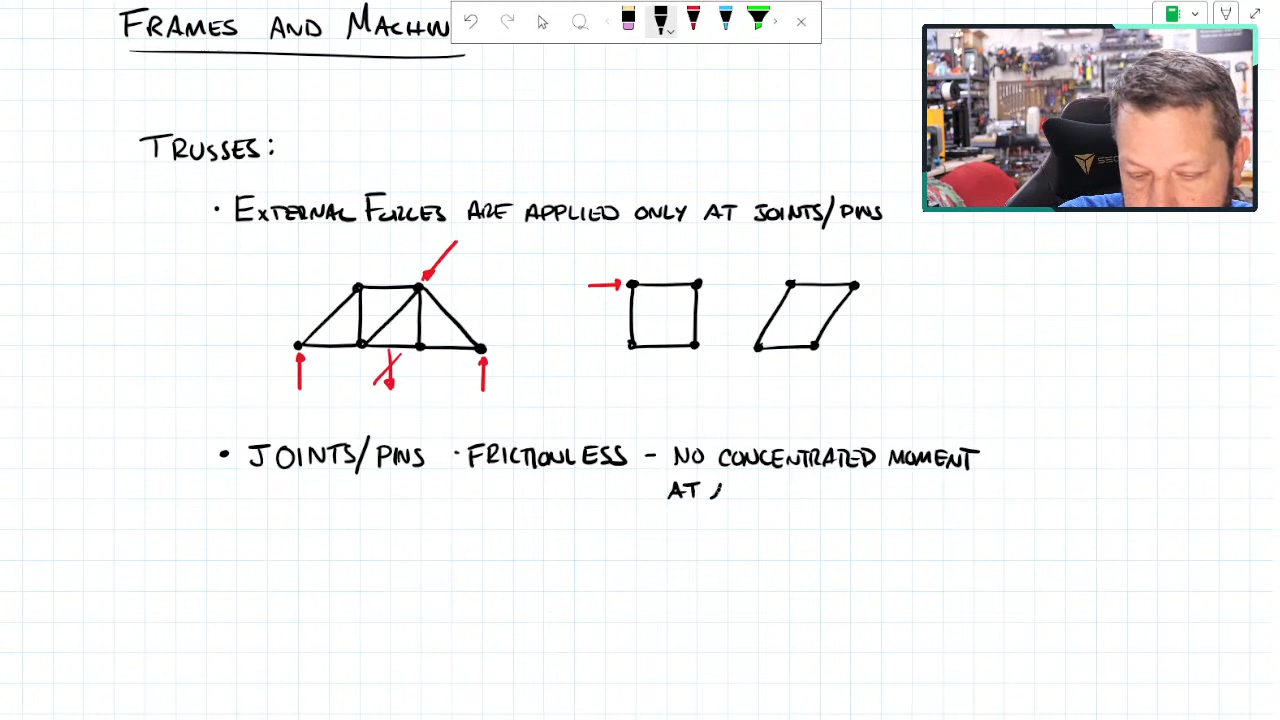 FRAMES AND MACHIN
TRUSSES:
• EXTERNAL FORCES ARE APPLIED ONLY AT JOINTS/PINS
• JOINTS/PINS • FRICTIONLESS - NO CONCENTRATED MOMENT
AT